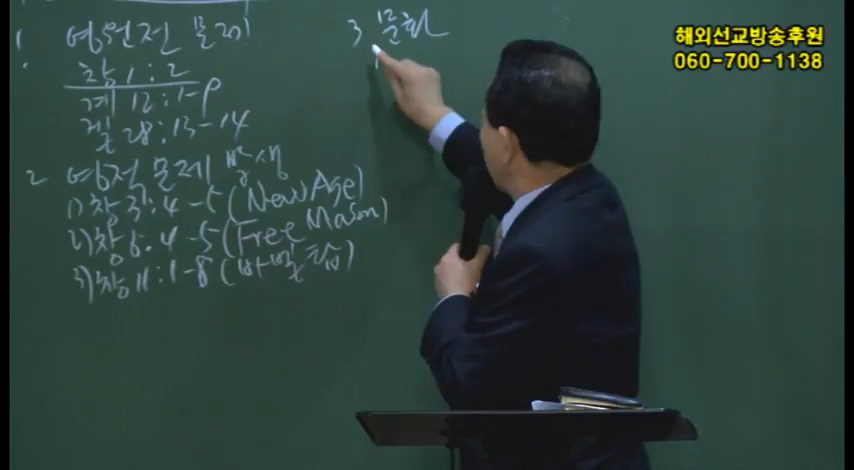 1. 영원전 문제
창 1:2
계 12:1-9
겔 28:13-14
2 영적 문제 발생
1) 창 3:4-5 (New Age)
2) 창 6:4-5 (Free Mason)
3) 창 11:1-8 (바벨탑)
3 문화
해외선교방송후원
060-700-1138